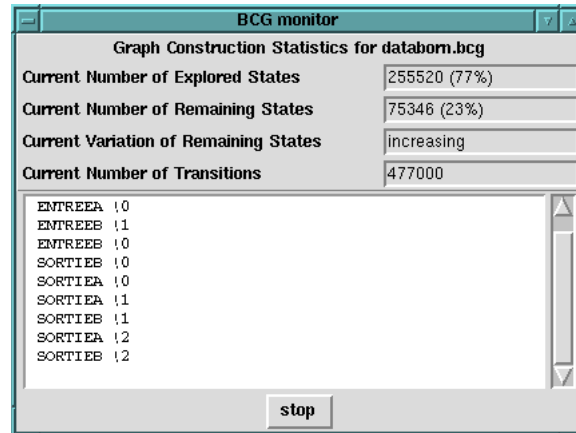 BCG monitor
Graph Construction Statistics for databorn.bcg
Current Number of Explored States 255520 (77%)
Current Number of Remaining States 75346 (23%)
Current Variation of Remaining States increasing
Current Number of Transitions 477000
ENTREEA !0
ENTREEB !1
ENTREEB !0
SORTIEB !0
SORTIEA !0
SORTIEA !1
SORTIEB !1
SORTIEA !2
SORTIEB !2
stop